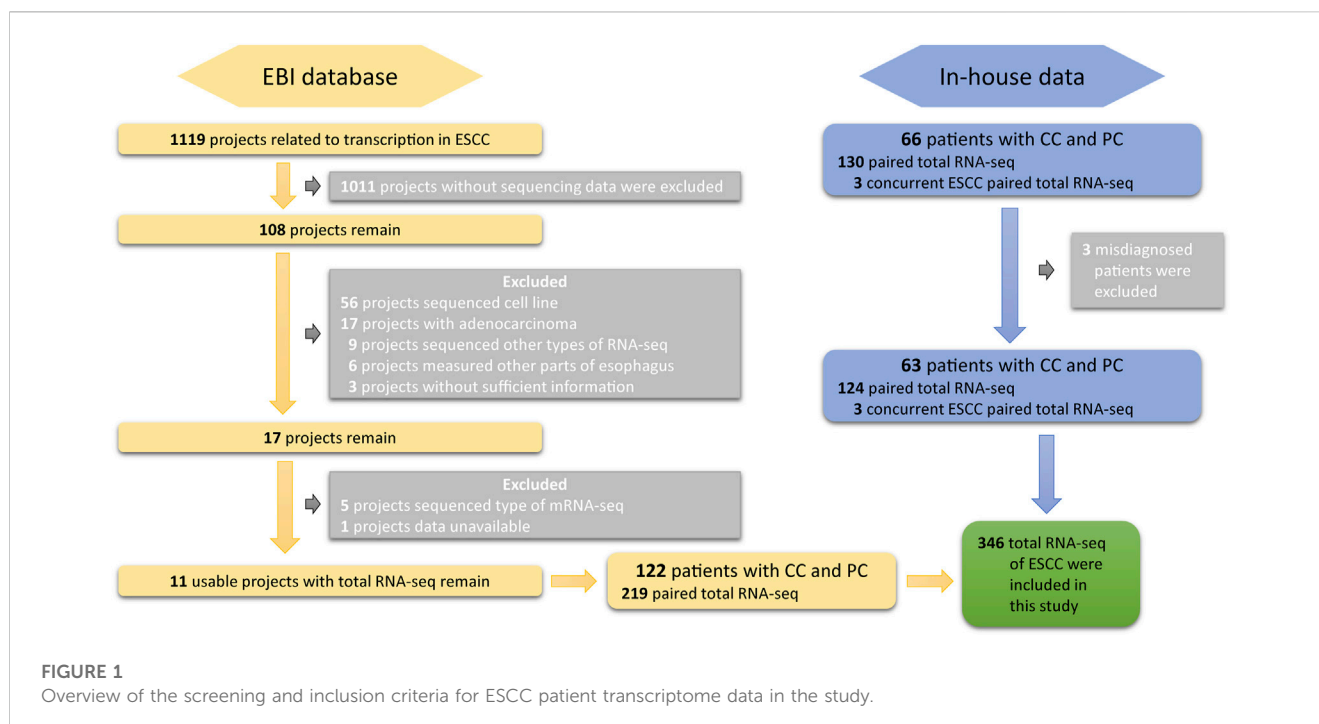 EBI database
1119 projects related to transcription in ESCC
1011 projects without sequencing data were excluded
108 projects remain
Excluded
56 projects sequenced cell line
17 projects with adenocarcinoma
9 projects sequenced other types of RNA-seq
6 projects measured other parts of esophagus
3 projects without sufficient information
17 projects remain
Excluded
5 projects sequenced type of mRNA-seq
1 projects data unavailable
11 usable projects with total RNA-seq remain
122 patients with CC and PC
219 paired total RNA-seq
In-house data
66 patients with CC and PC
130 paired total RNA-seq
3 concurrent ESCC paired total RNA-seq
3 misdiagnosed
patients were
excluded
63 patients with CC and PC
124 paired total RNA-seq
3 concurrent ESCC paired total RNA-seq
346 total RNA-seq
of ESCC were
included in
this study
FIGURE 1
Overview of the screening and inclusion criteria for ESCC patient transcriptome data in the study.